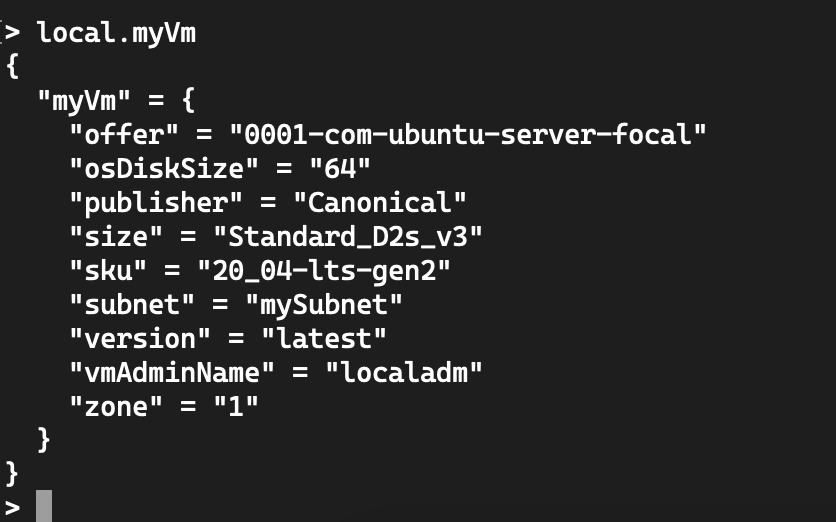 > local.myVm
{
  "myVm" = {
    "offer" = "0001-com-ubuntu-server-focal"
    "osDiskSize" = "64"
    "publisher" = "Canonical"
    "size" = "Standard_D2s_v3"
    "sku" = "20_04-lts-gen2"
    "subnet" = "mySubnet"
    "version" = "latest"
    "vmAdminName" = "localadm"
    "zone" = "1"
  }
}
>